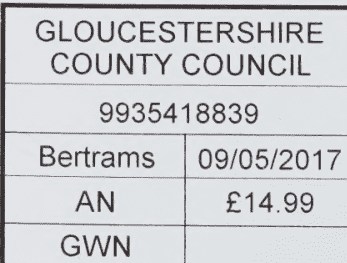 GLOUCESTERSHIRE
COUNTY COUNCIL
9935418839
Bertrams 09/05/2017
AN £14.99
GWN